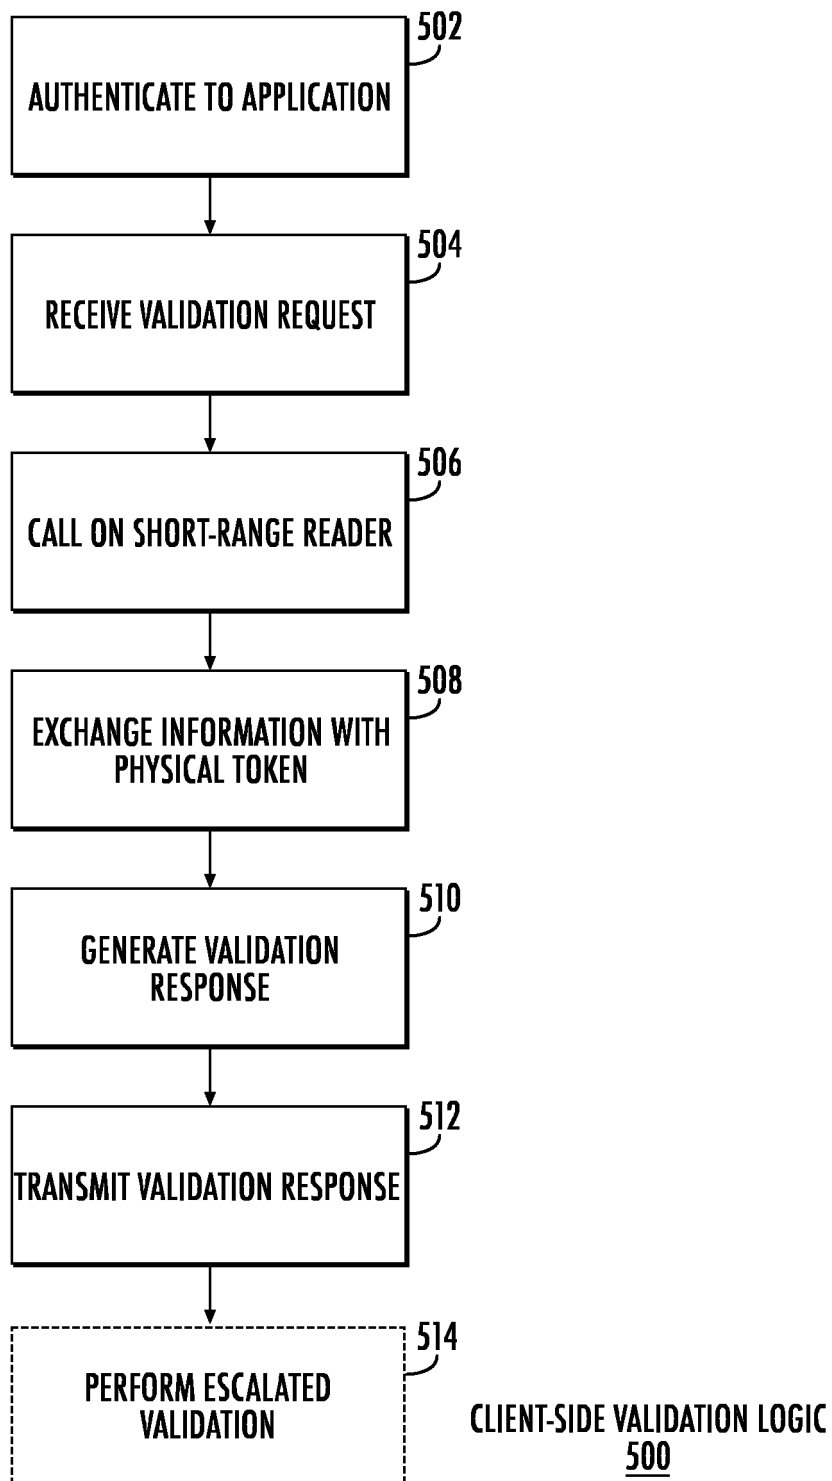 502
AUTHENTICATE TO APPLICATION
504
RECEIVE VALIDATION REQUEST
506
CALL ON SHORT-RANGE READER
508
EXCHANGE INFORMATION WITH
PHYSICAL TOKEN
510
GENERATE VALIDATION
RESPONSE
512
TRANSMIT VALIDATION RESPONSE
514
PERFORM ESCALATED
VALIDATION
CLIENT-SIDE VALIDATION LOGIC
500